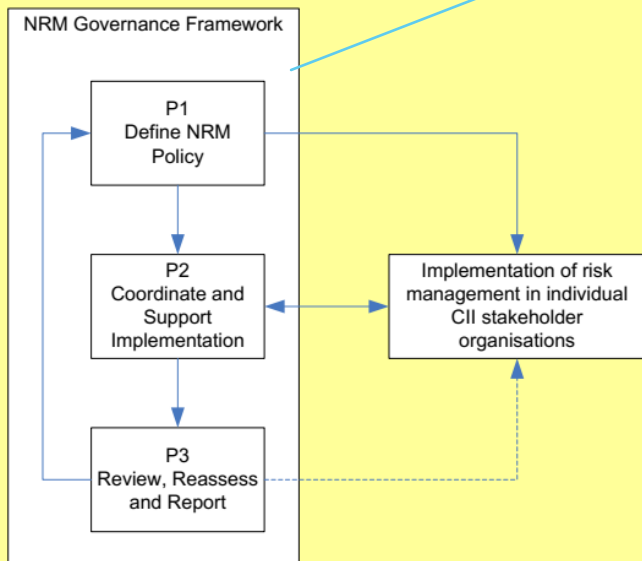 NRM Governance Framework
P1
Define NRM
Policy
P2
Coordinate and
Support
Implementation
Implementation of risk
management in individual
CII stakeholder
organisations
P3
Review, Reassess
and Report